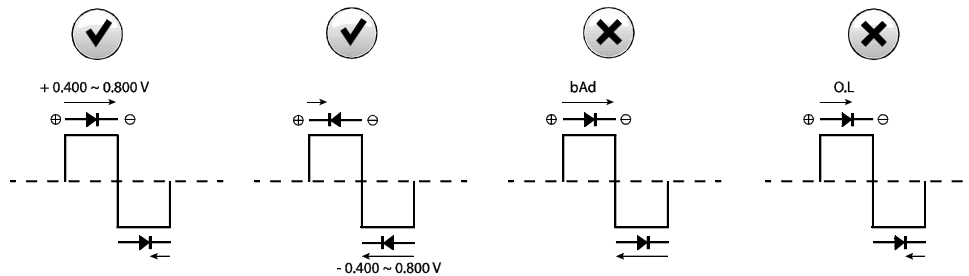 + 0.400 ~ 0.800 V
bAd
O.L
⊕ ⊖
⊕ ⊖
⊕ ⊖
⊕ ⊖
- 0.400 ~ 0.800 V